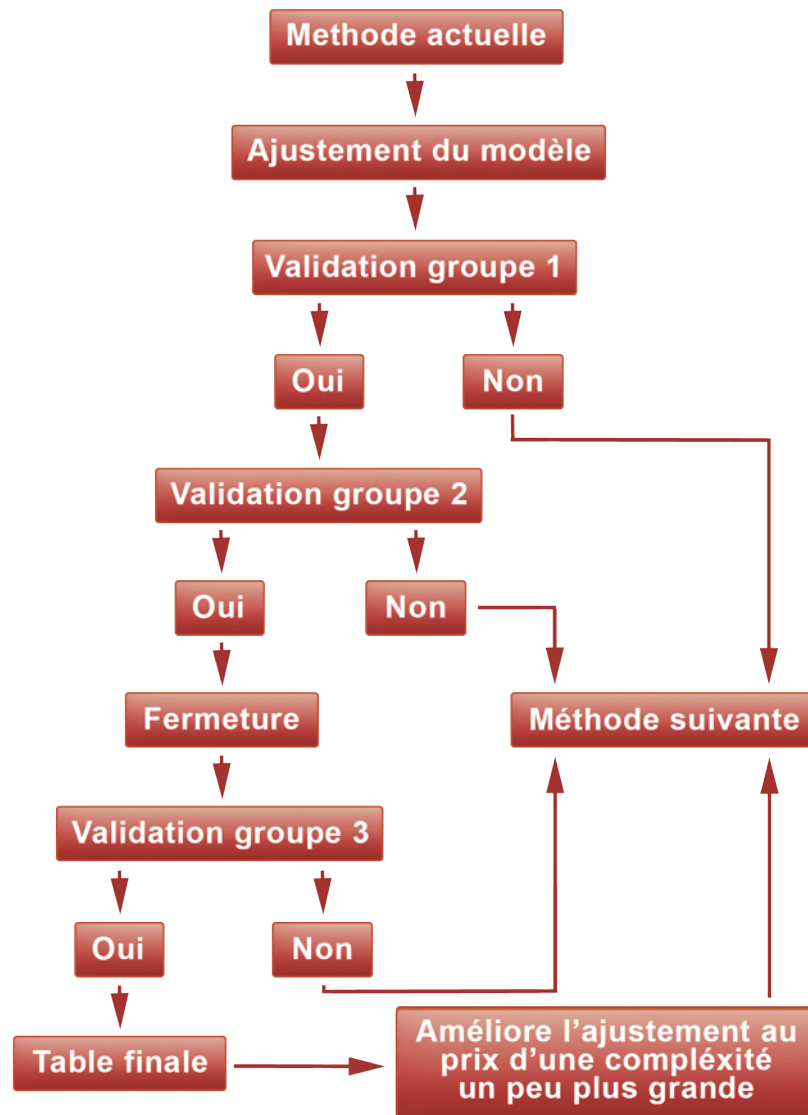 Methode actuelle
Ajustement du modèle
Validation groupe 1
Oui
Non
Validation groupe 2
Oui
Non
Fermeture
Méthode suivante
Validation groupe 3
Oui
Non
Table finale
Améliore l’ajustement au
prix d’une compléxité
un peu plus grande